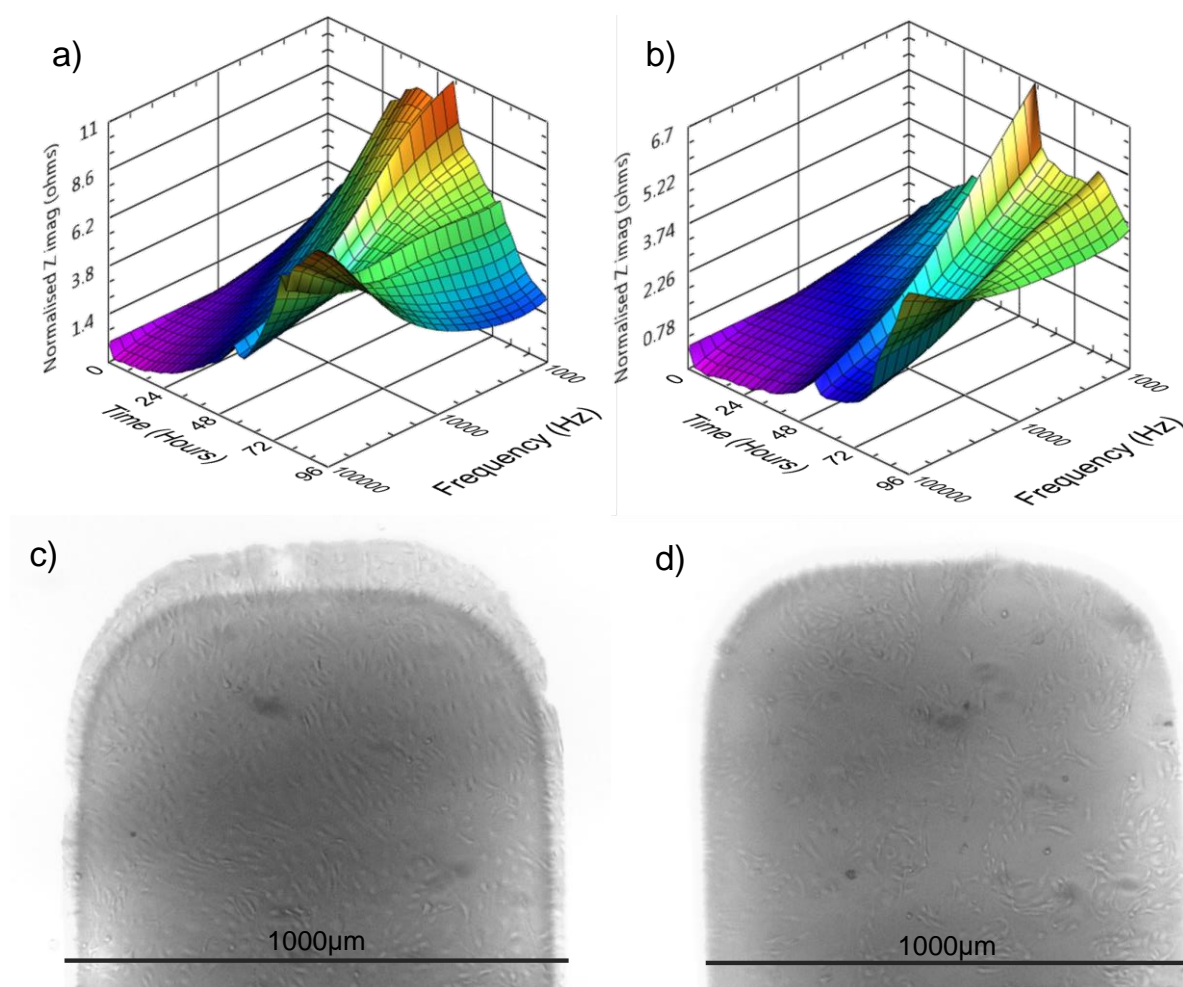 a)
Normalised Z imag (ohms)
11
8.6
6.2
3.8
1.4
0
24
48
72
96
Time (Hours)
100000
10000
1000
Frequency (Hz)
b)
Normalised Z imag (ohms)
6.7
5.22
3.74
2.26
0.78
0
24
48
72
96
Time (Hours)
100000
10000
1000
Frequency (Hz)
c)
1000µm
d)
1000µm